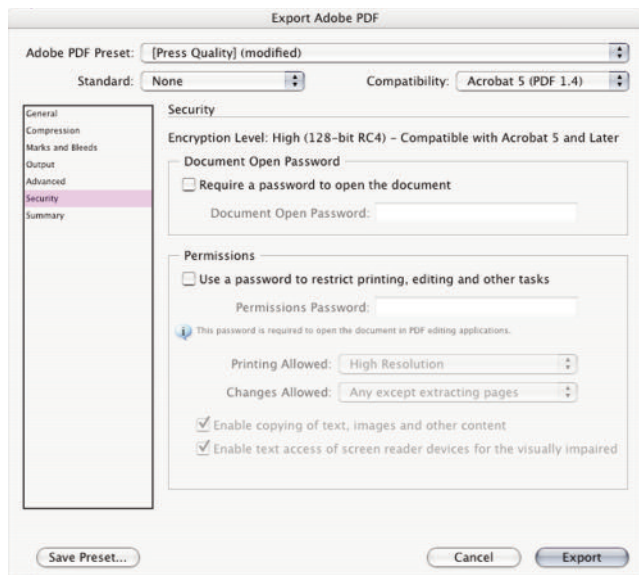 Export Adobe PDF
Adobe PDF Preset: [Press Quality] (modified)
Standard: None Compatibility: Acrobat 5 (PDF 1.4)
General
Compression
Marks and Bleeds
Output
Advanced
Security
Summary
Security
Encryption Level: High (128-bit RC4) – Compatible with Acrobat 5 and Later
Document Open Password
Require a password to open the document
Document Open Password:
Permissions
Use a password to restrict printing, editing and other tasks
Permissions Password:
This password is required to open the document in PDF editing applications.
Printing Allowed: High Resolution
Changes Allowed: Any except extracting pages
Enable copying of text, images and other content
Enable text access of screen reader devices for the visually impaired
Save Preset... Cancel Export